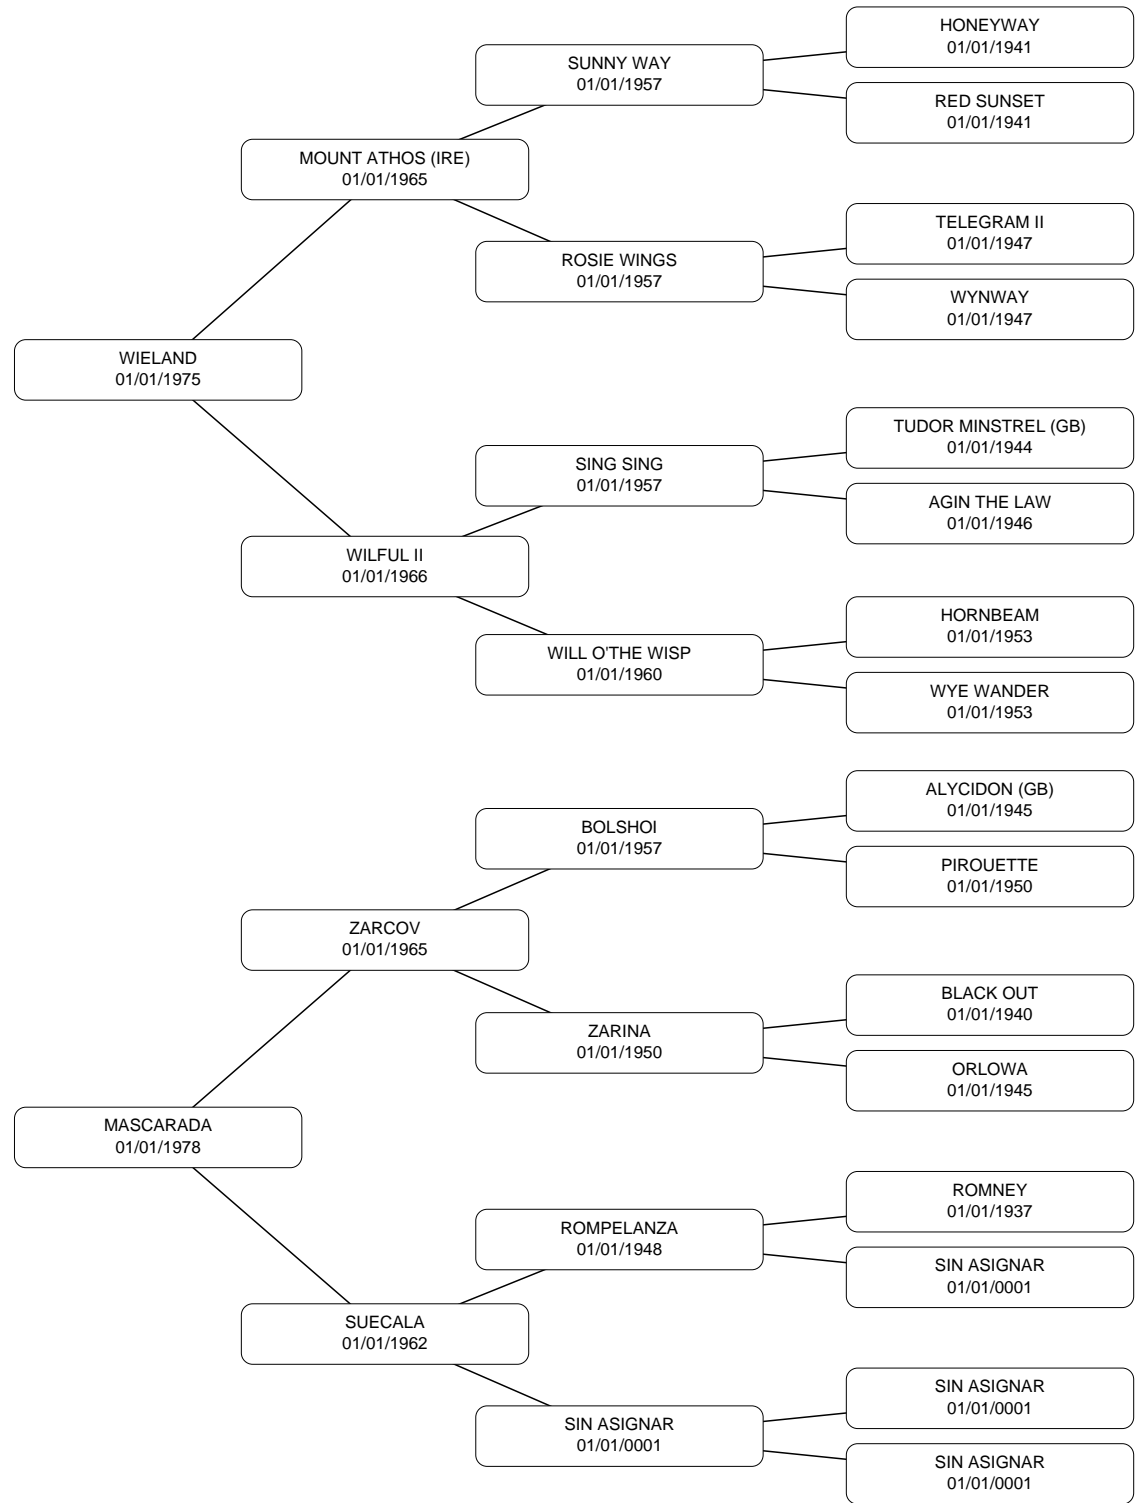 HONEYWAY
01/01/1941
SUNNY WAY
01/01/1957
RED SUNSET
01/01/1941
MOUNT ATHOS (IRE)
01/01/1965
TELEGRAM II
01/01/1947
ROSIE WINGS
01/01/1957
WYNWAY
01/01/1947
WIELAND
01/01/1975
TUDOR MINSTREL (GB)
01/01/1944
SING SING
01/01/1957
AGIN THE LAW
01/01/1946
WILFUL II
01/01/1966
HORNBEAM
01/01/1953
WILL O'THE WISP
01/01/1960
WYE WANDER
01/01/1953
ALYCIDON (GB)
01/01/1945
BOLSHOI
01/01/1957
PIROUETTE
01/01/1950
ZARCOV
01/01/1965
BLACK OUT
01/01/1940
ZARINA
01/01/1950
ORLOWA
01/01/1945
MASCARADA
01/01/1978
ROMNEY
01/01/1937
ROMPELANZA
01/01/1948
SIN ASIGNAR
01/01/0001
SUECALA
01/01/1962
SIN ASIGNAR
01/01/0001
SIN ASIGNAR
01/01/0001
SIN ASIGNAR
01/01/0001